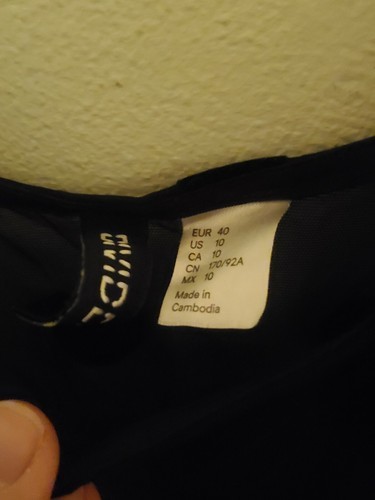 EUR 40
US 10
CA 10
CN 170/92A
MX 10
Made in
Cambodia